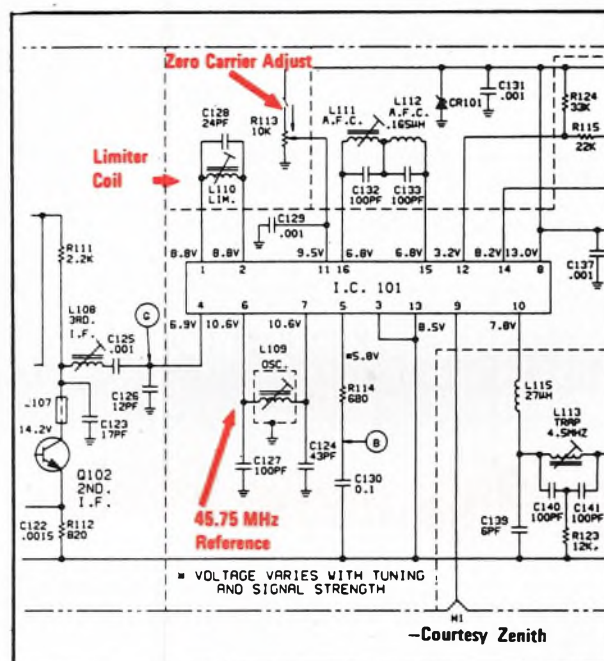 Zero Carrier Adjust
C128
24PF
R113
10K
L111
A.F.C.
L112
A.F.C.
.165WH
CR101
C131
.001
R124
33K
R115
22K
Limiter
Coil
L110
LIM.
C132
100PF
C133
100PF
C129
.001
R111
2.2K
8.8V
8.8V
9.5V
6.8V
6.8V
3.2V
8.2V
13.0V
C137
.001
1
2
11
16
15
12
14
8
I.C. 101
4
6
7
5
3
13
9
10
6.9V
10.6V
10.6V
8.5V
7.8V
L108
3RD.
I.F.
C125
.001
G
L109
OSC.
*5.8V
R114
680
C126
12PF
L115
27WH
L107
C123
17PF
14.2V
B
L113
TRAP
4.5MHZ
C127
100PF
C124
43PF
Q102
2ND.
I.F.
C130
0.1
C140
100PF
C141
100PF
C139
6PF
R123
12K
C122
.0015
R112
820
45.75 MHz
Reference
* VOLTAGE VARIES WITH TUNING
AND SIGNAL STRENGTH
M1
–Courtesy Zenith